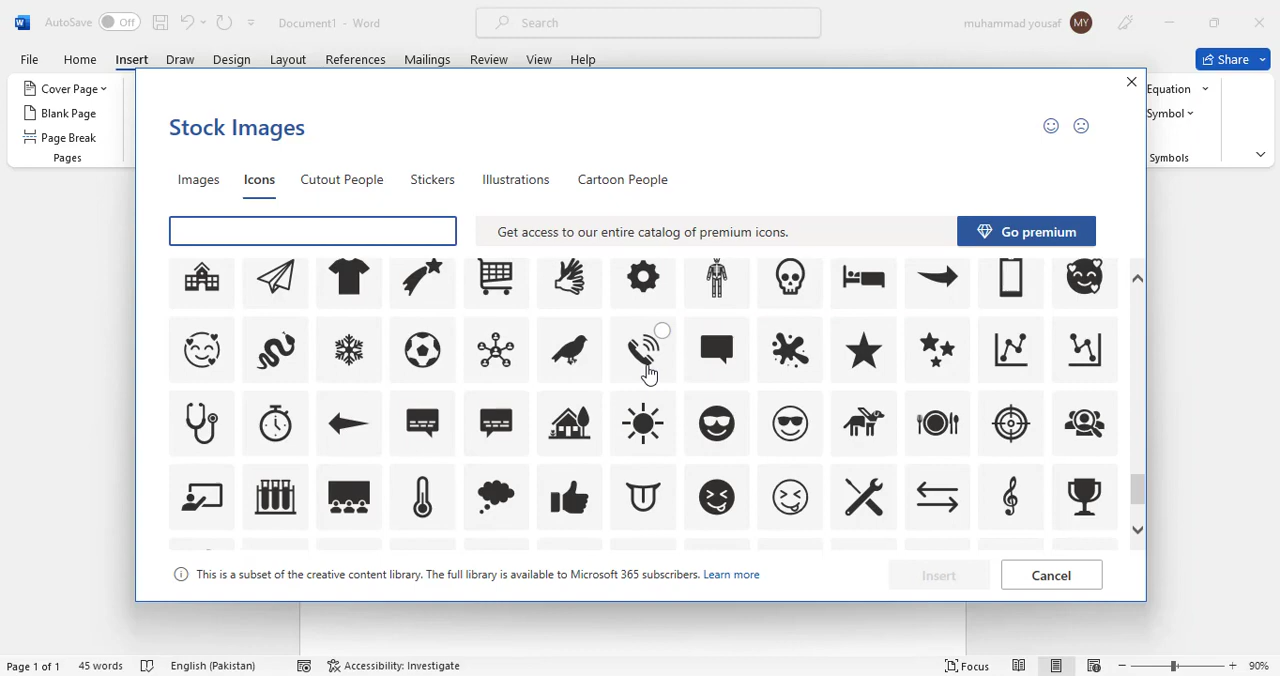 AutoSave Off Document1 - Word Search muhammad yousaf MY
File Home Insert Draw Design Layout References Mailings Review View Help Share
Cover Page
Blank Page
Page Break
Pages
Equation
Symbol
Symbols
Stock Images
Images Icons Cutout People Stickers Illustrations Cartoon People
Get access to our entire catalog of premium icons. Go premium
This is a subset of the creative content library. The full library is available to Microsoft 365 subscribers. Learn more
Insert Cancel
Page 1 of 1 45 words English (Pakistan) Accessibility: Investigate Focus 90%